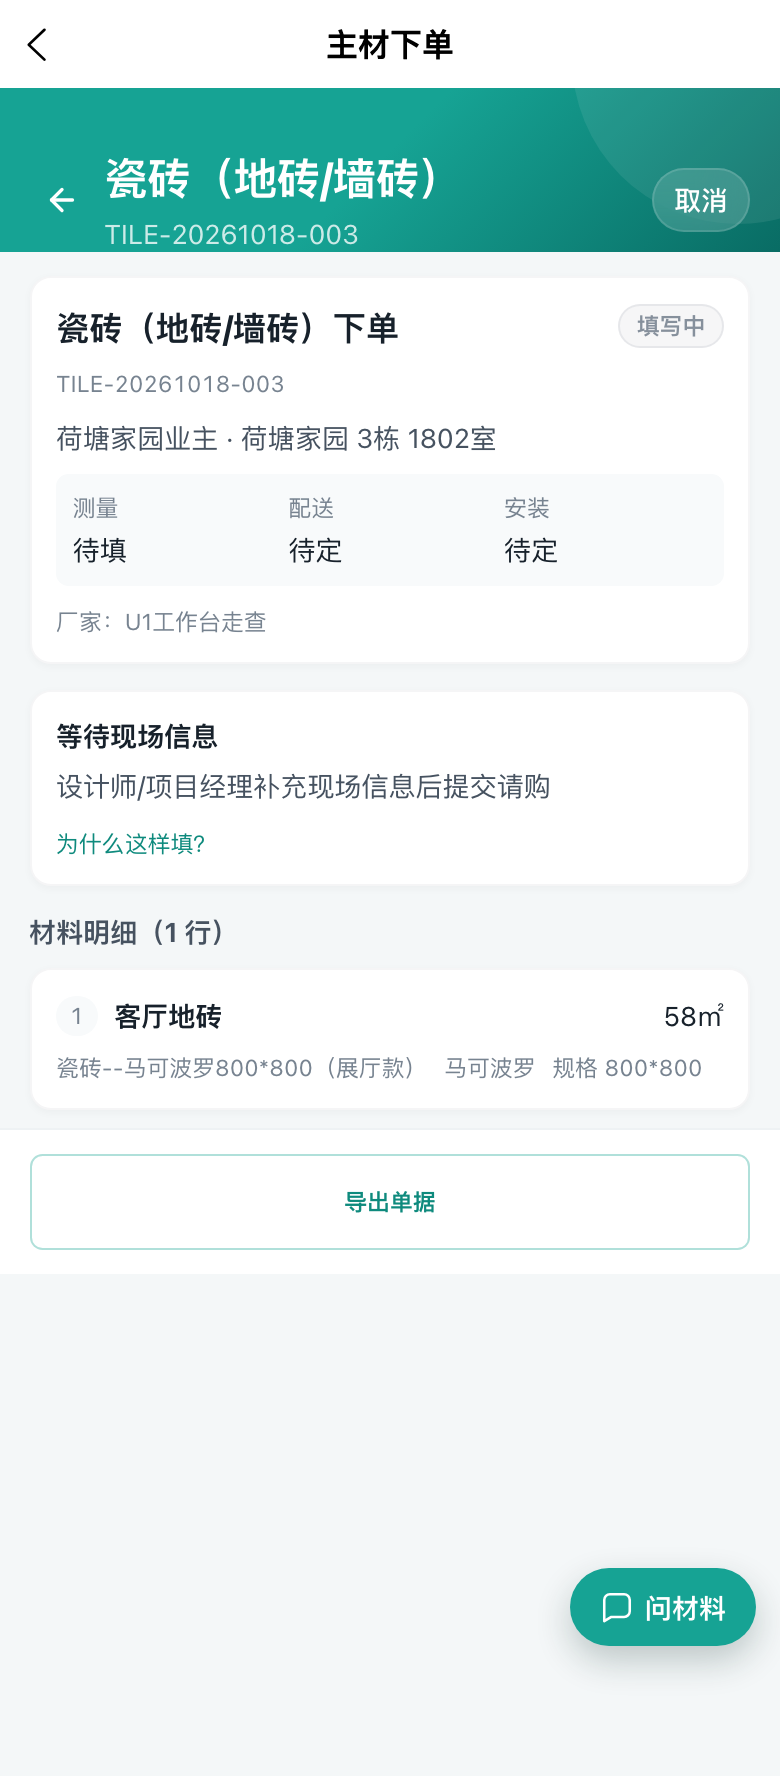 主材下单
瓷砖（地砖/墙砖）
TILE-20261018-003
取消
瓷砖（地砖/墙砖）下单
填写中
TILE-20261018-003
荷塘家园业主 · 荷塘家园 3栋 1802室
测量 配送 安装
待填 待定 待定
厂家：U1工作台走查
等待现场信息
设计师/项目经理补充现场信息后提交请购
为什么这样填?
材料明细（1 行）
1 客厅地砖 58㎡
瓷砖--马可波罗800*800（展厅款） 马可波罗 规格 800*800
导出单据
问材料